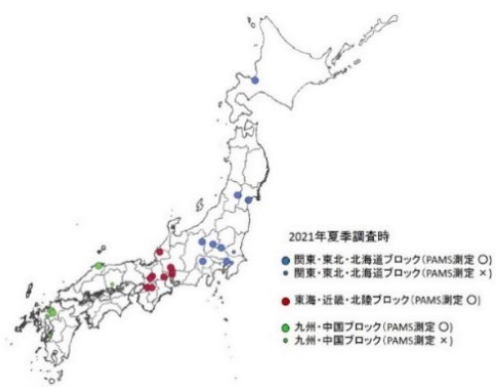 2021年夏季調査時
関東・東北・北海道ブロック(PAMS測定 〇)
関東・東北・北海道ブロック(PAMS測定 ×)
東海・近畿・北陸ブロック(PAMS測定 〇)
九州・中国ブロック(PAMS測定 〇)
九州・中国ブロック(PAMS測定 ×)